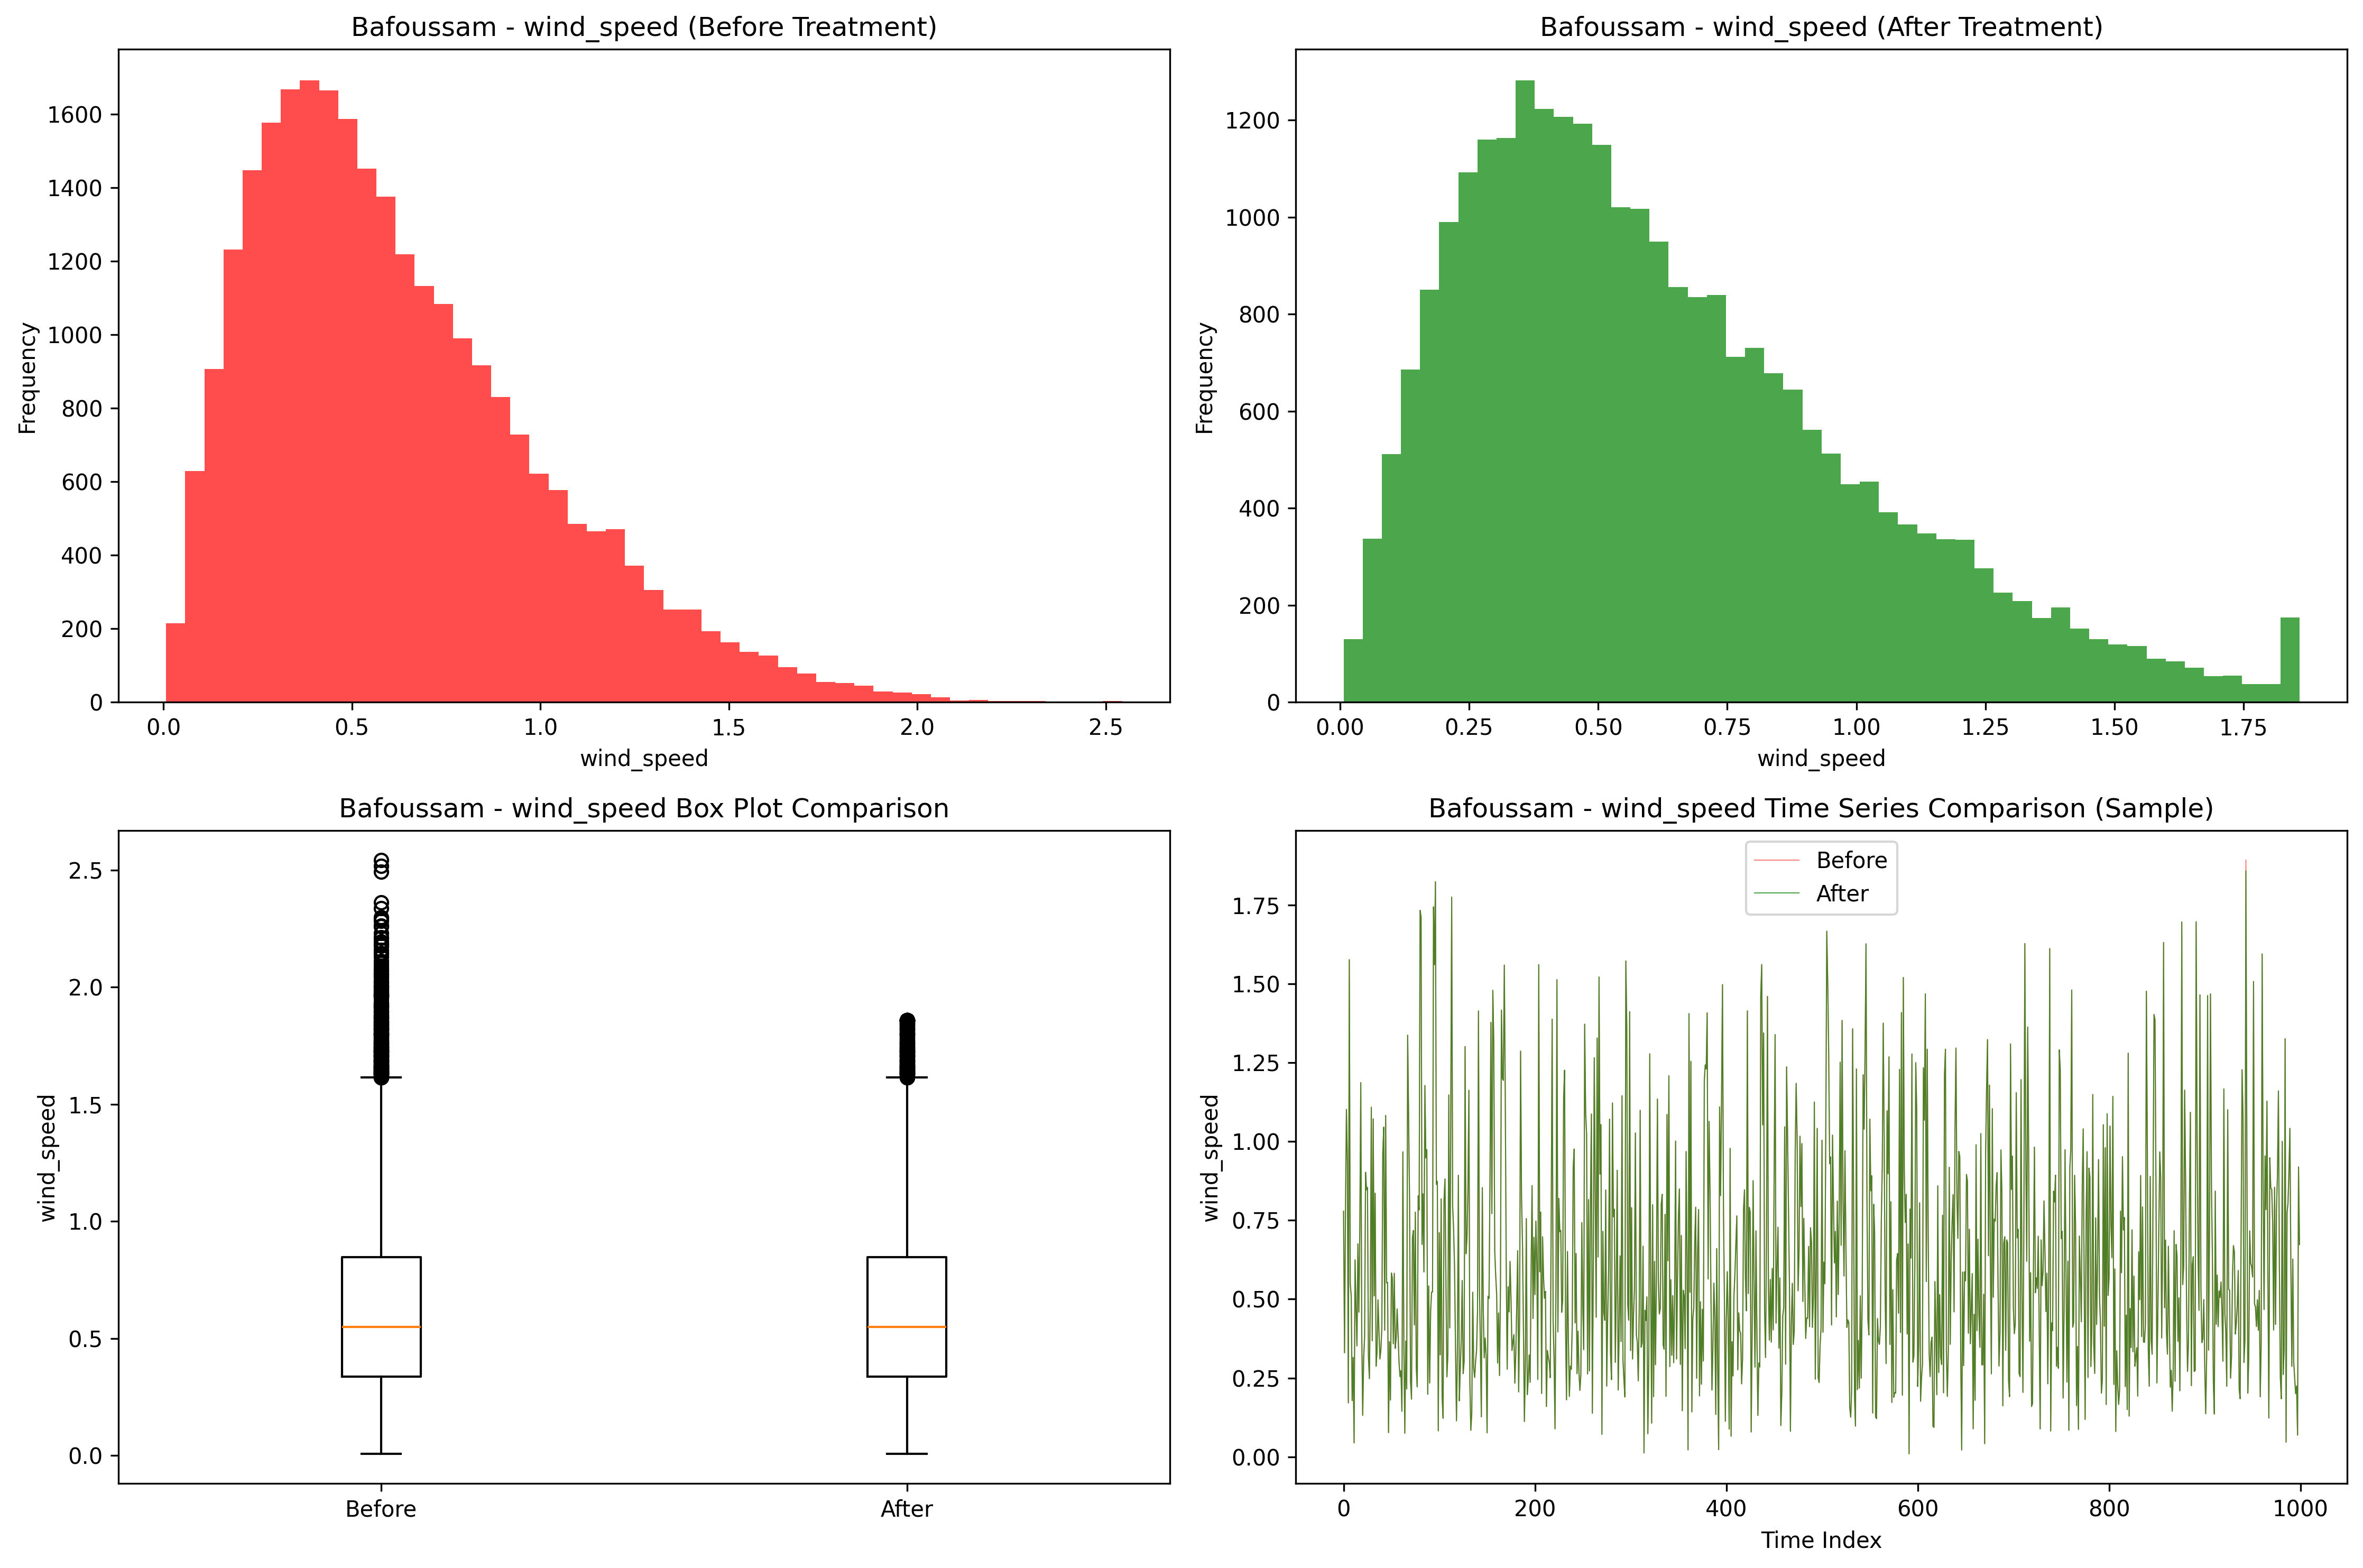 Bafoussam - wind_speed (Before Treatment)
Frequency
1600
1400
1200
1000
800
600
400
200
0
0.0 0.5 1.0 1.5 2.0 2.5
wind_speed
Bafoussam - wind_speed (After Treatment)
Frequency
1200
1000
800
600
400
200
0
0.00 0.25 0.50 0.75 1.00 1.25 1.50 1.75
wind_speed
Bafoussam - wind_speed Box Plot Comparison
wind_speed
2.5
2.0
1.5
1.0
0.5
0.0
Before After
Bafoussam - wind_speed Time Series Comparison (Sample)
Before
After
wind_speed
1.75
1.50
1.25
1.00
0.75
0.50
0.25
0.00
0 200 400 600 800 1000
Time Index